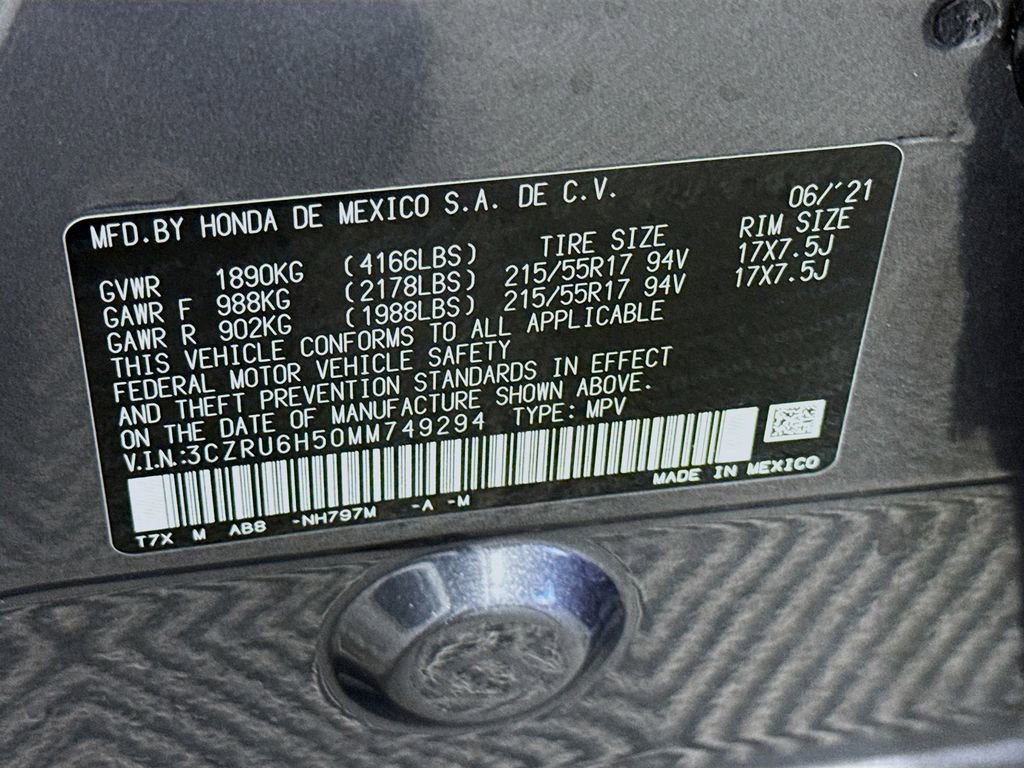 MFD.BY HONDA DE MEXICO S.A. DE C.V. 06/'21
TIRE SIZE RIM SIZE
GVWR 1890KG (4166LBS)
GAWR F 988KG (2178LBS) 215/55R17 94V 17X7.5J
GAWR R 902KG (1988LBS) 215/55R17 94V 17X7.5J
THIS VEHICLE CONFORMS TO ALL APPLICABLE
FEDERAL MOTOR VEHICLE SAFETY
AND THEFT PREVENTION STANDARDS IN EFFECT
ON THE DATE OF MANUFACTURE SHOWN ABOVE.
V.I.N.:3CZRU6H50MM749294 TYPE: MPV
MADE IN MEXICO
T7X M AB8 -NH797M -A -M